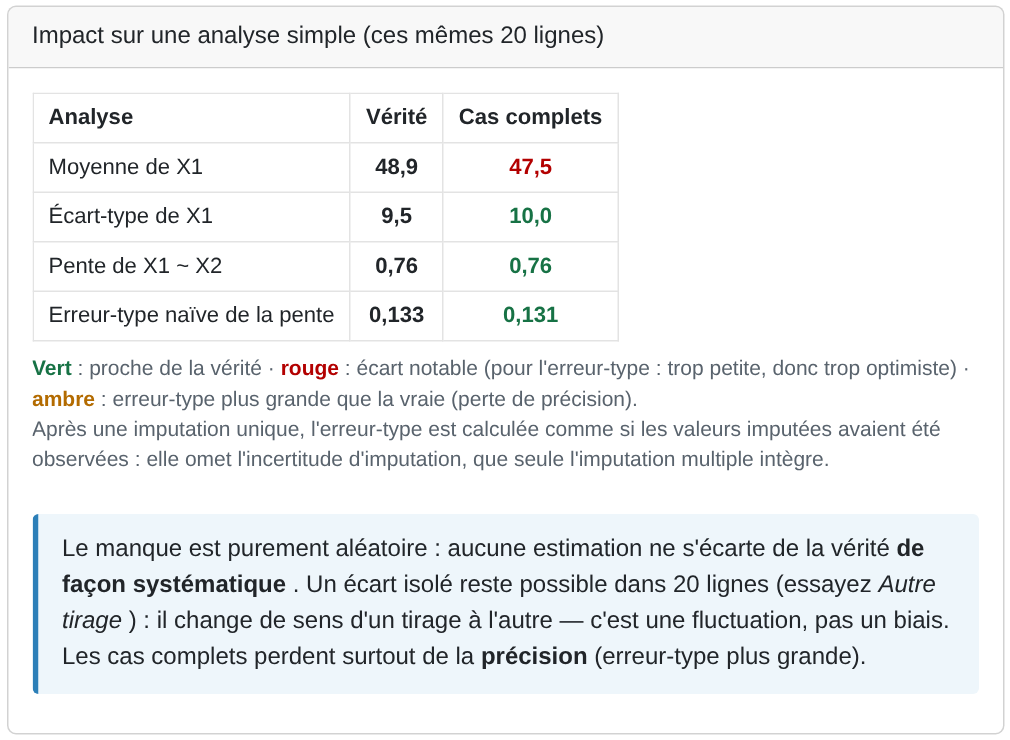 Impact sur une analyse simple (ces mêmes 20 lignes)
Analyse Vérité Cas complets
Moyenne de X1 48,9 47,5
Écart-type de X1 9,5 10,0
Pente de X1 ~ X2 0,76 0,76
Erreur-type naïve de la pente 0,133 0,131
Vert : proche de la vérité · rouge : écart notable (pour l'erreur-type : trop petite, donc trop optimiste) ·
ambre : erreur-type plus grande que la vraie (perte de précision).
Après une imputation unique, l'erreur-type est calculée comme si les valeurs imputées avaient été
observées : elle omet l'incertitude d'imputation, que seule l'imputation multiple intègre.
Le manque est purement aléatoire : aucune estimation ne s'écarte de la vérité de
façon systématique . Un écart isolé reste possible dans 20 lignes (essayez Autre
tirage ) : il change de sens d'un tirage à l'autre — c'est une fluctuation, pas un biais.
Les cas complets perdent surtout de la précision (erreur-type plus grande).